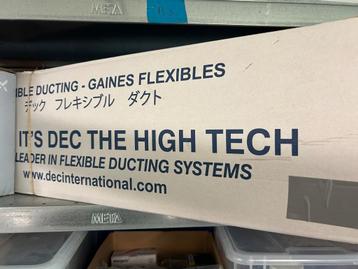 META
IBLE DUCTING - GAINES FLEXIBLES
デック フレキシブル ダクト
IT'S DEC THE HIGH TECH
LEADER IN FLEXIBLE DUCTING SYSTEMS
www.decinternational.com
META